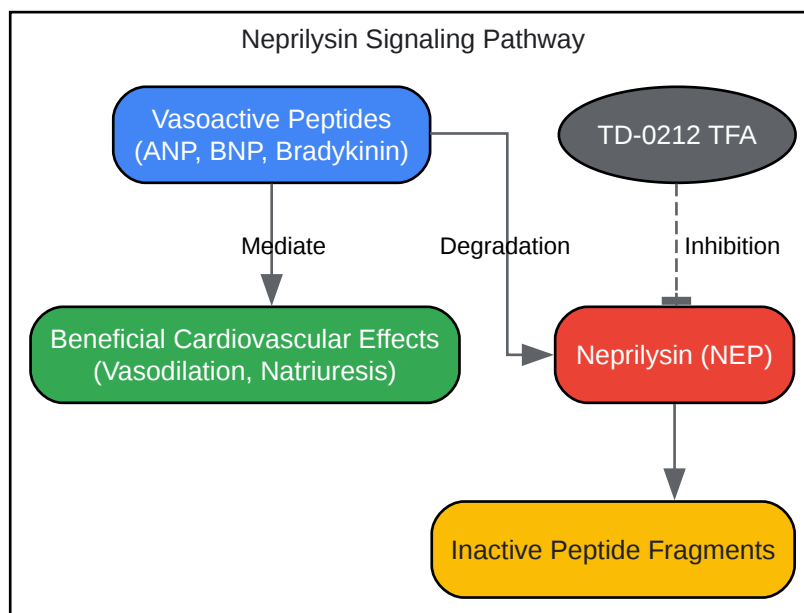 Neprilysin Signaling Pathway
Vasoactive Peptides
(ANP, BNP, Bradykinin)
TD-0212 TFA
Mediate
Degradation
Inhibition
Beneficial Cardiovascular Effects
(Vasodilation, Natriuresis)
Neprilysin (NEP)
Inactive Peptide Fragments